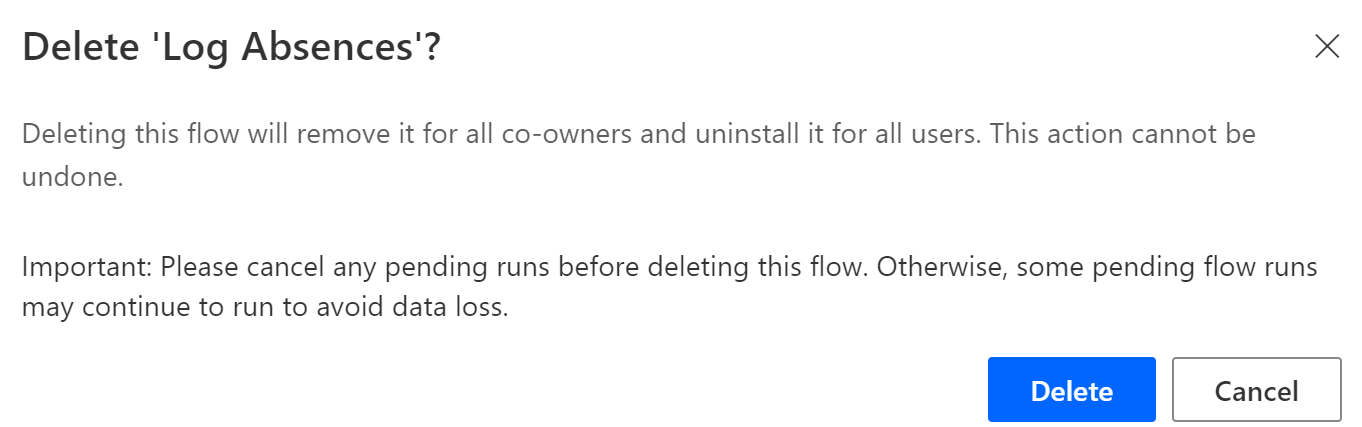 Delete 'Log Absences'?
Deleting this flow will remove it for all co-owners and uninstall it for all users. This action cannot be
undone.
Important: Please cancel any pending runs before deleting this flow. Otherwise, some pending flow runs
may continue to run to avoid data loss.
Delete
Cancel